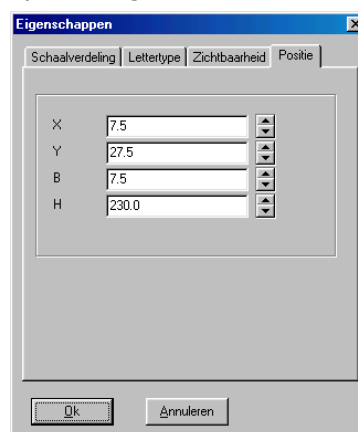 Eigenschappen
Schaalverdeling Lettertype Zichtbaarheid Positie
X 7.5
Y 27.5
B 7.5
H 230.0
Ok Annuleren